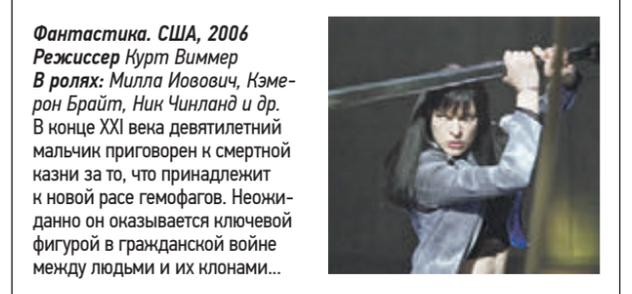 Фантастика. США, 2006
Режиссер Курт Виммер
В ролях: Милла Иовович, Кэме-
рон Брайт, Ник Чинланд и др.
В конце XXI века девятилетний
мальчик приговорен к смертной
казни за то, что принадлежит
к новой расе гемофагов. Неожи-
данно он оказывается ключевой
фигурой в гражданской войне
между людьми и их клонами...